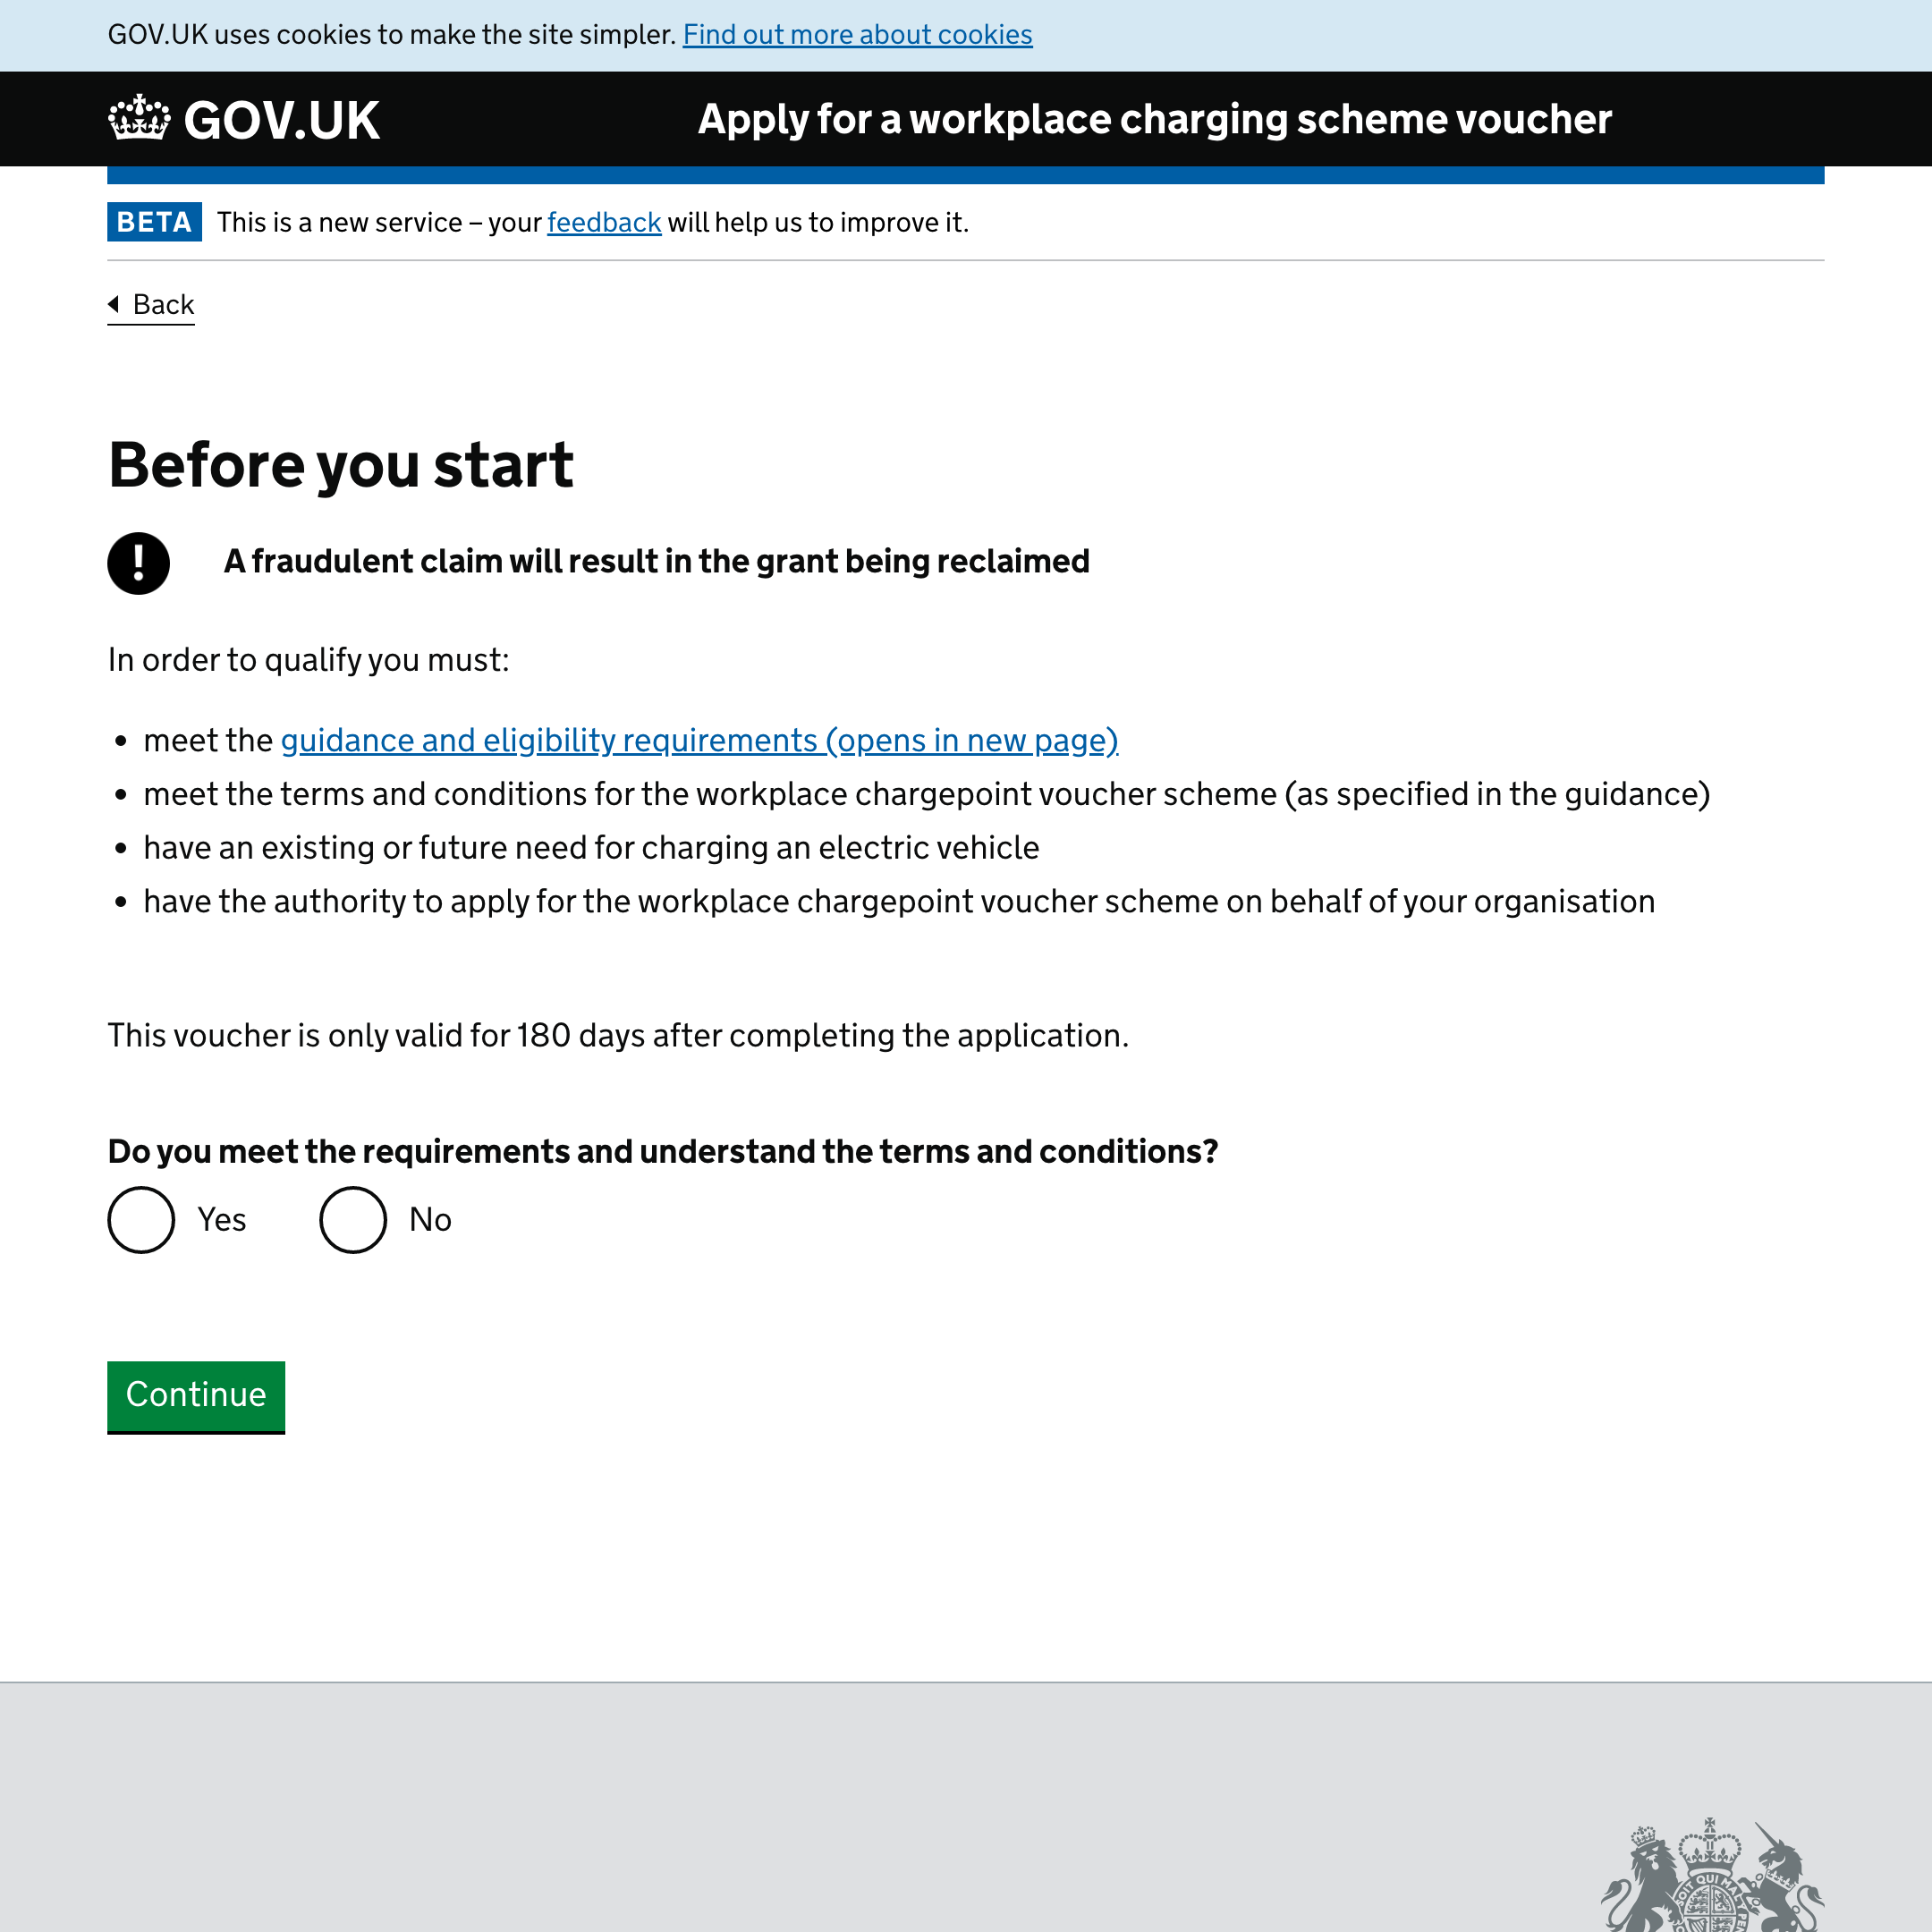 GOV.UK uses cookies to make the site simpler. Find out more about cookies
GOV.UK
Apply for a workplace charging scheme voucher
BETA This is a new service – your feedback will help us to improve it.
Back
Before you start
! A fraudulent claim will result in the grant being reclaimed
In order to qualify you must:
• meet the guidance and eligibility requirements (opens in new page)
• meet the terms and conditions for the workplace chargepoint voucher scheme (as specified in the guidance)
• have an existing or future need for charging an electric vehicle
• have the authority to apply for the workplace chargepoint voucher scheme on behalf of your organisation
This voucher is only valid for 180 days after completing the application.
Do you meet the requirements and understand the terms and conditions?
Yes No
Continue
SOIT QUI MAL